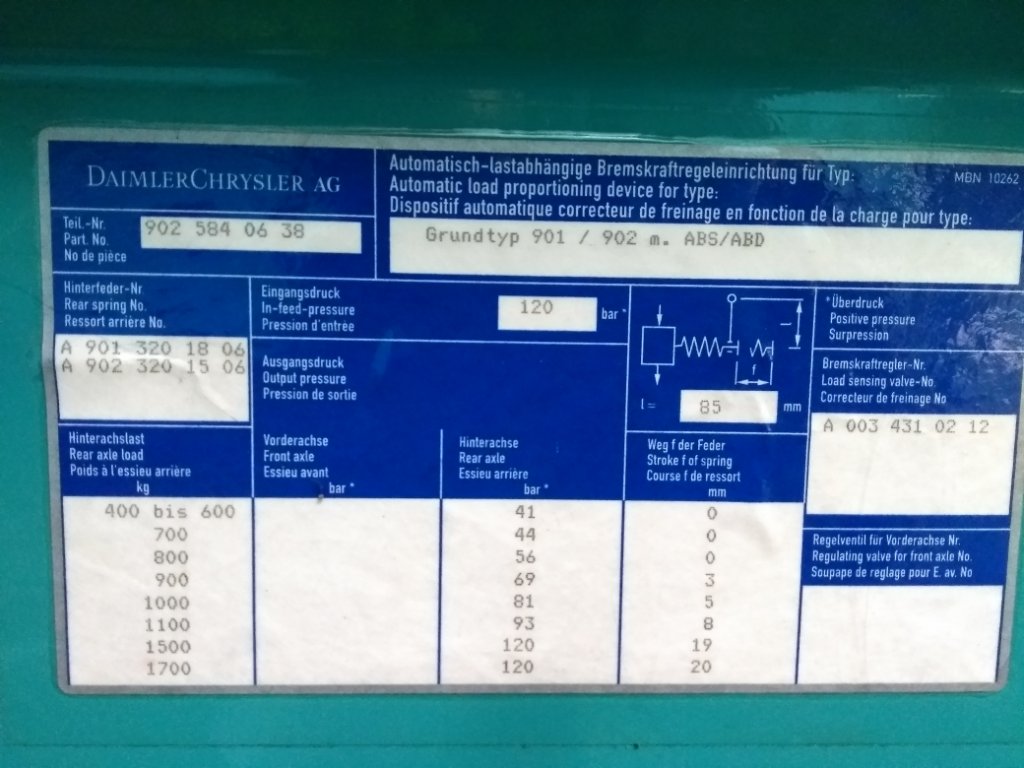 DAIMLERCHRYSLER AG
Automatisch-lastabhängige Bremskraftregeleinrichtung für Typ:
MBN 10262
Automatic load proportioning device for type:
Dispositif automatique correcteur de freinage en fonction de la charge pour type:
Grundtyp 901 / 902 m. ABS/ABD
Teil.-Nr.
Part. No.
No de pièce
902 584 06 38
Hinterfeder-Nr
Rear spring No.
Ressort arrière No.
A 901 320 18 06
A 902 320 15 06
Eingangsdruck
In-feed-pressure
Pression d'entrée
120
bar *
Ausgangsdruck
Output pressure
Pression de sortie
l
f
l =
85
mm
* Überdruck
Positive pressure
Surpression
Bremskraftregler-Nr.
Load sensing valve-No
Correcteur de freinage No
A 003 431 02 12
Regelventil für Vorderachse Nr.
Regulating valve for front axle No.
Soupape de reglage pour E. av. No
Hinterachslast
Rear axle load
Poids à l'essieu arrière
kg
Vorderachse
Front axle
Essieu avant
bar *
Hinterachse
Rear axle
Essieu arrière
bar *
Weg f der Feder
Stroke f of spring
Course f de ressort
mm
400 bis 600 41 0
700 44 0
800 56 0
900 69 3
1000 81 5
1100 93 8
1500 120 19
1700 120 20